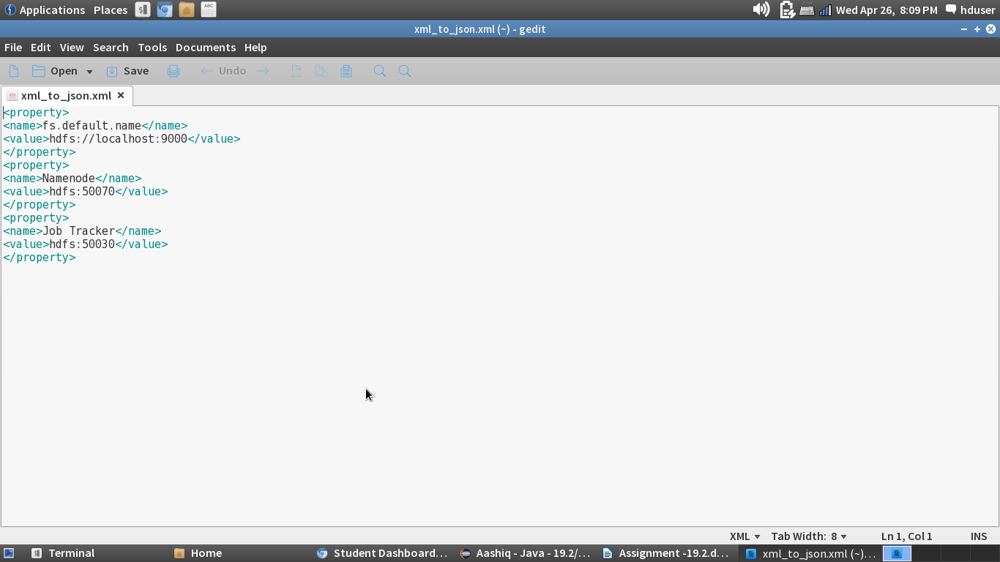 Applications Places $ ABC Wed Apr 26, 8:09 PM hduser
xml_to_json.xml (~) - gedit
File Edit View Search Tools Documents Help
Open Save Undo
xml_to_json.xml
<property>
<name>fs.default.name</name>
<value>hdfs://localhost:9000</value>
</property>
<property>
<name>Namenode</name>
<value>hdfs:50070</value>
</property>
<property>
<name>Job Tracker</name>
<value>hdfs:50030</value>
</property>
XML Tab Width: 8 Ln 1, Col 1 INS
Terminal Home Student Dashboard... Aashiq - Java - 19.2/... Assignment -19.2.d... xml_to_json.xml (~)...